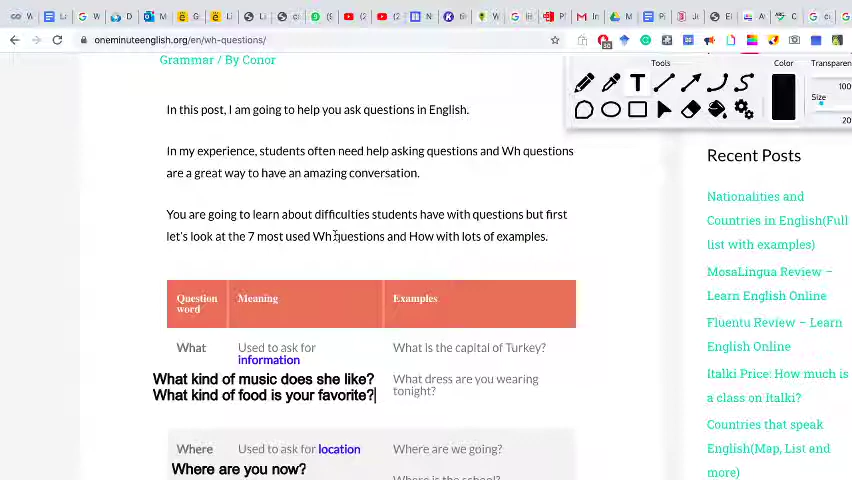 oneminuteenglish.org/en/wh-questions/
Grammar / By Conor
Tools
Color
Transparen
100
Size
20
In this post, I am going to help you ask questions in English.
In my experience, students often need help asking questions and Wh questions
are a great way to have an amazing conversation.
You are going to learn about difficulties students have with questions but first
let's look at the 7 most used Wh questions and How with lots of examples.
Question word
Meaning
Examples
What
Used to ask for
information
What is the capital of Turkey?
What kind of music does she like?
What kind of food is your favorite?
What dress are you wearing
tonight?
Where
Used to ask for location
Where are we going?
Where are you now?
Where is the school?
Recent Posts
Nationalities and
Countries in English(Full
list with examples)
MosaLingua Review –
Learn English Online
Fluentu Review – Learn
English Online
Italki Price: How much is
a class on Italki?
Countries that speak
English(Map, List and
more)